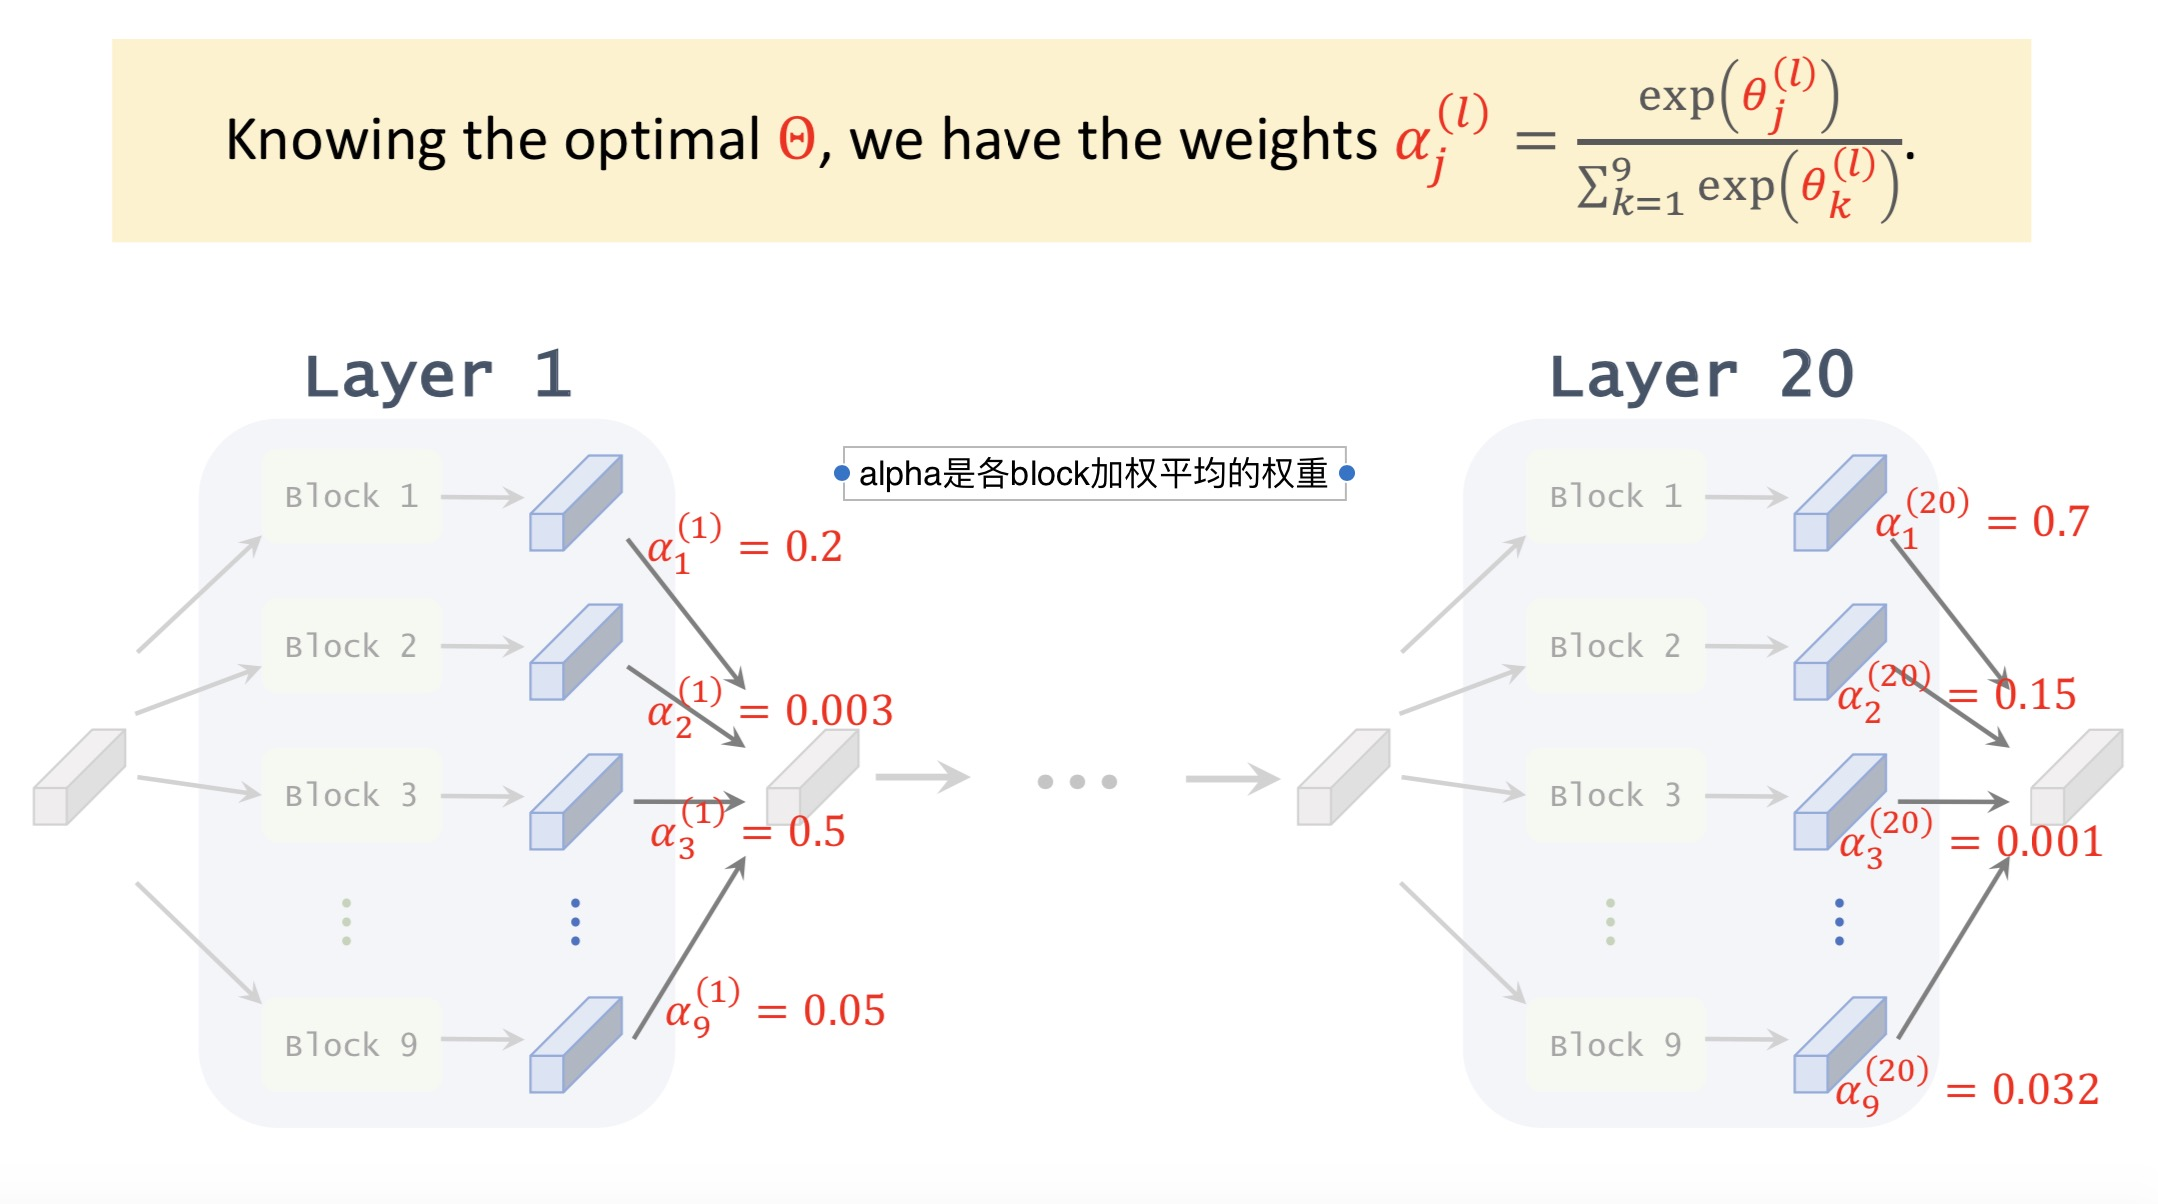 Knowing the optimal Θ, we have the weights α_j^(l) = exp(θ_j^(l)) / ∑_{k=1}^{9} exp(θ_k^(l)).
Layer 1
Layer 20
alpha是各block加权平均的权重
Block 1
α_1^(1) = 0.2
Block 2
α_2^(1) = 0.003
Block 3
α_3^(1) = 0.5
Block 9
α_9^(1) = 0.05
Block 1
α_1^(20) = 0.7
Block 2
α_2^(20) = 0.15
Block 3
α_3^(20) = 0.001
Block 9
α_9^(20) = 0.032